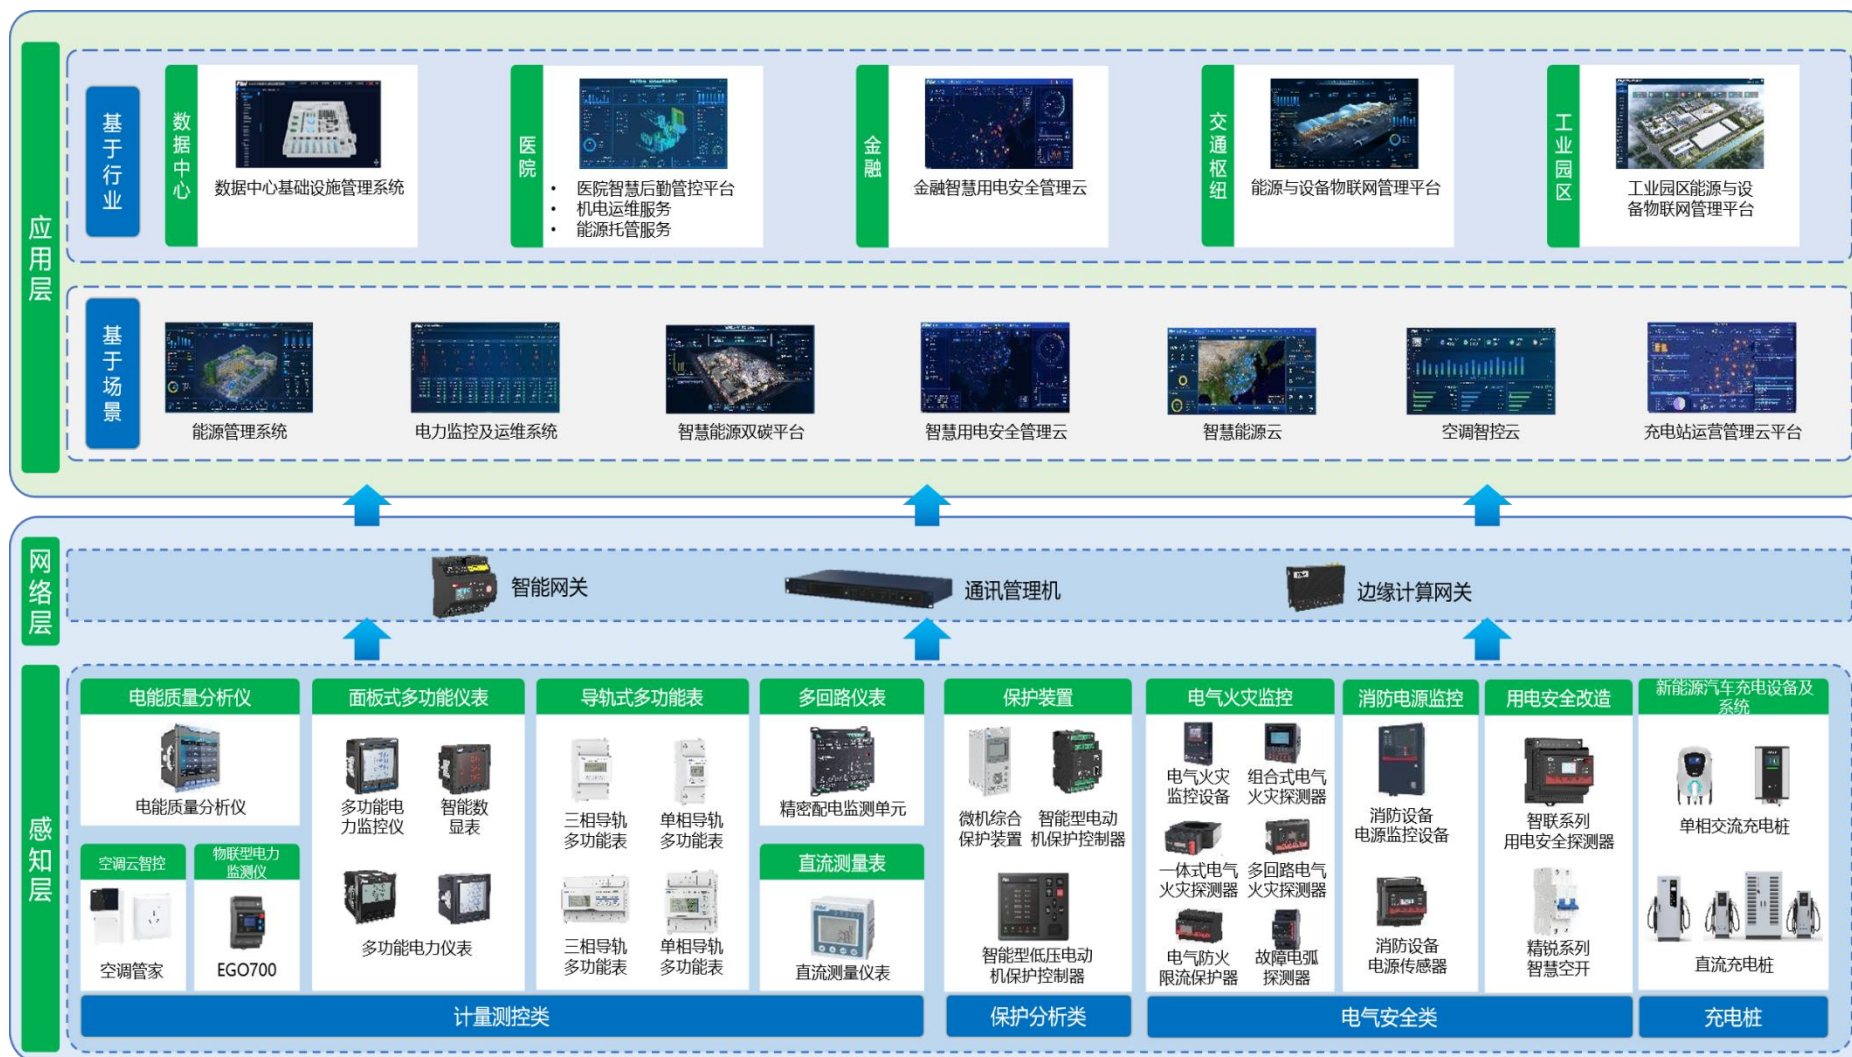 应用层
基于行业
数据中心
数据中心基础设施管理系统
医院
• 医院智慧后勤管控平台
• 机电运维服务
• 能源托管服务
金融
金融智慧用电安全管理云
交通枢纽
能源与设备物联网管理平台
工业园区
工业园区能源与设
备物联网管理平台
基于场景
能源管理系统
电力监控及运维系统
智慧能源双碳平台
智慧用电安全管理云
智慧能源云
空调智控云
充电站运营管理云平台
网络层
智能网关
通讯管理机
边缘计算网关
感知层
电能质量分析仪
电能质量分析仪
空调云智控
空调管家
物联型电力
监测仪
EGO700
面板式多功能仪表
多功能电
力监控仪
智能数
显表
多功能电力仪表
导轨式多功能表
三相导轨
多功能表
单相导轨
多功能表
三相导轨
多功能表
单相导轨
多功能表
多回路仪表
精密配电监测单元
直流测量表
直流测量仪表
计量测控类
保护装置
微机综合
保护装置
智能型电动
机保护控制器
智能型低压电动
机保护控制器
保护分析类
电气火灾监控
电气火灾
监控设备
组合式电气
火灾探测器
一体式电气
火灾探测器
多回路电气
火灾探测器
电气防火
限流保护器
故障电弧
探测器
消防电源监控
消防设备
电源监控设备
消防设备
电源传感器
用电安全改造
智联系列
用电安全探测器
精锐系列
智慧空开
电气安全类
新能源汽车充电设备及
系统
单相交流充电桩
直流充电桩
充电桩